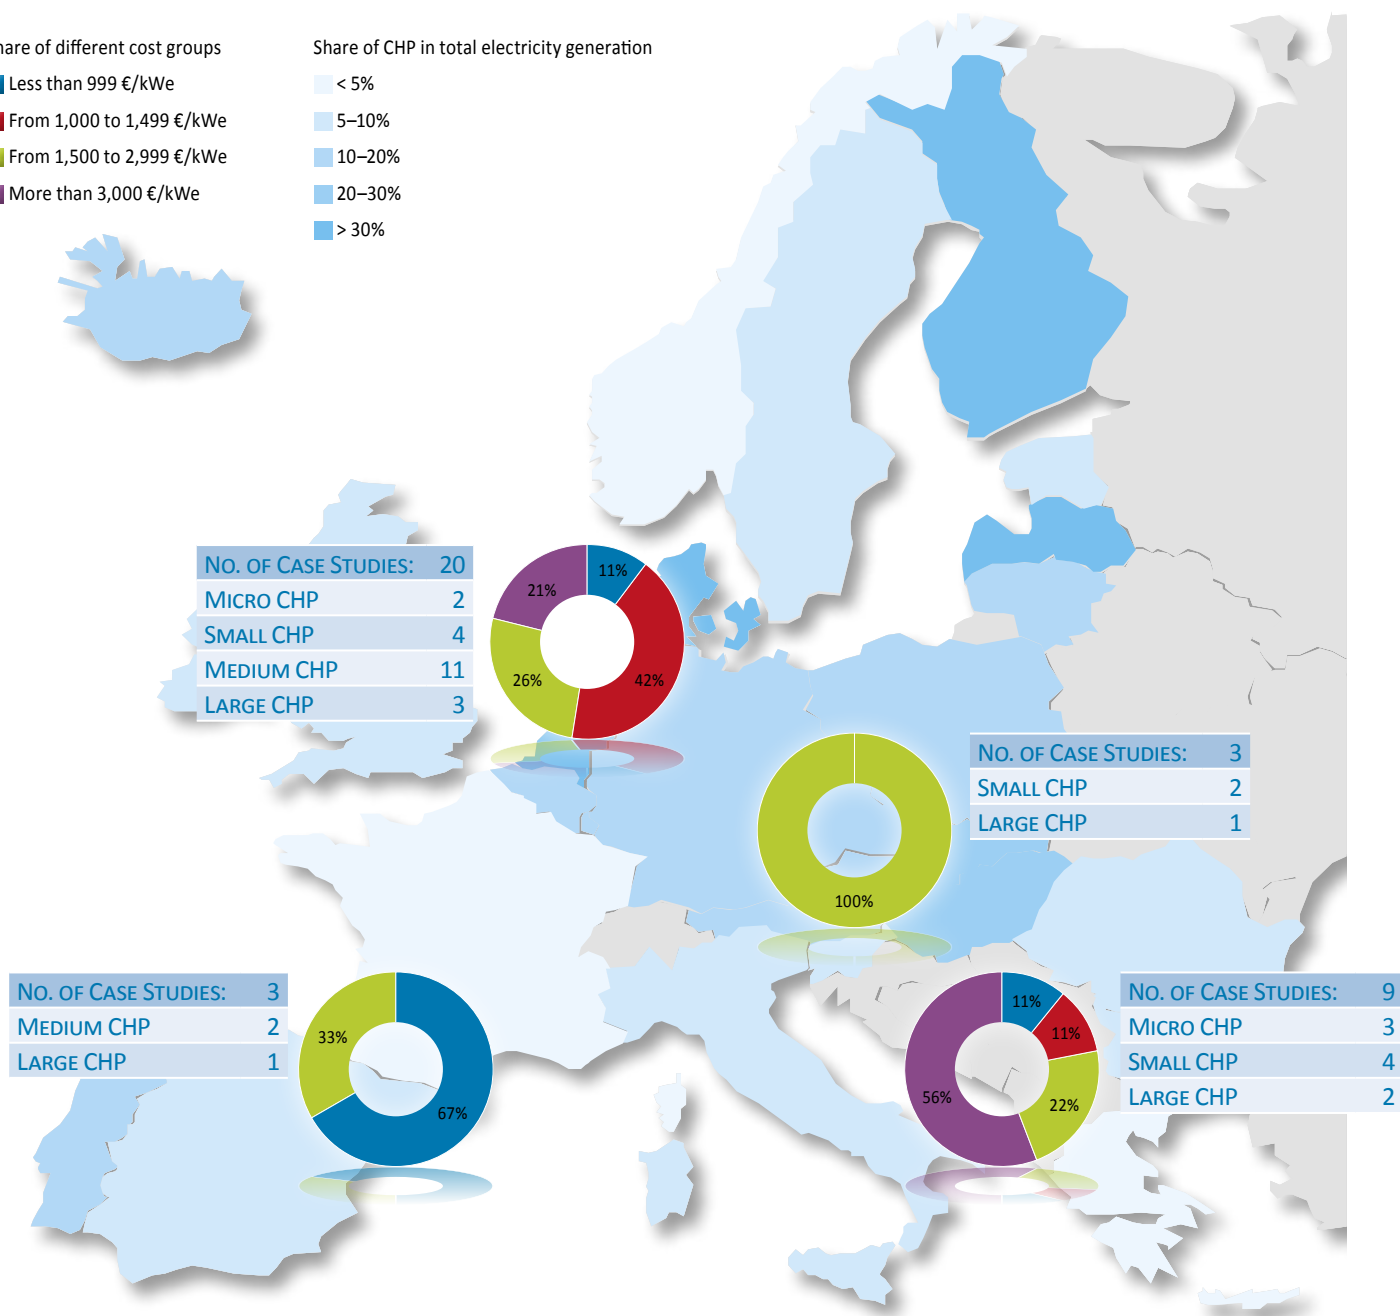 hare of different cost groups
Less than 999 €/kWe
From 1,000 to 1,499 €/kWe
From 1,500 to 2,999 €/kWe
More than 3,000 €/kWe
Share of CHP in total electricity generation
< 5%
5–10%
10–20%
20–30%
> 30%
NO. OF CASE STUDIES: 20
MICRO CHP 2
SMALL CHP 4
MEDIUM CHP 11
LARGE CHP 3
11%
21%
26%
42%
NO. OF CASE STUDIES: 3
SMALL CHP 2
LARGE CHP 1
100%
NO. OF CASE STUDIES: 3
MEDIUM CHP 2
LARGE CHP 1
33%
67%
11%
11%
56%
22%
NO. OF CASE STUDIES: 9
MICRO CHP 3
SMALL CHP 4
LARGE CHP 2